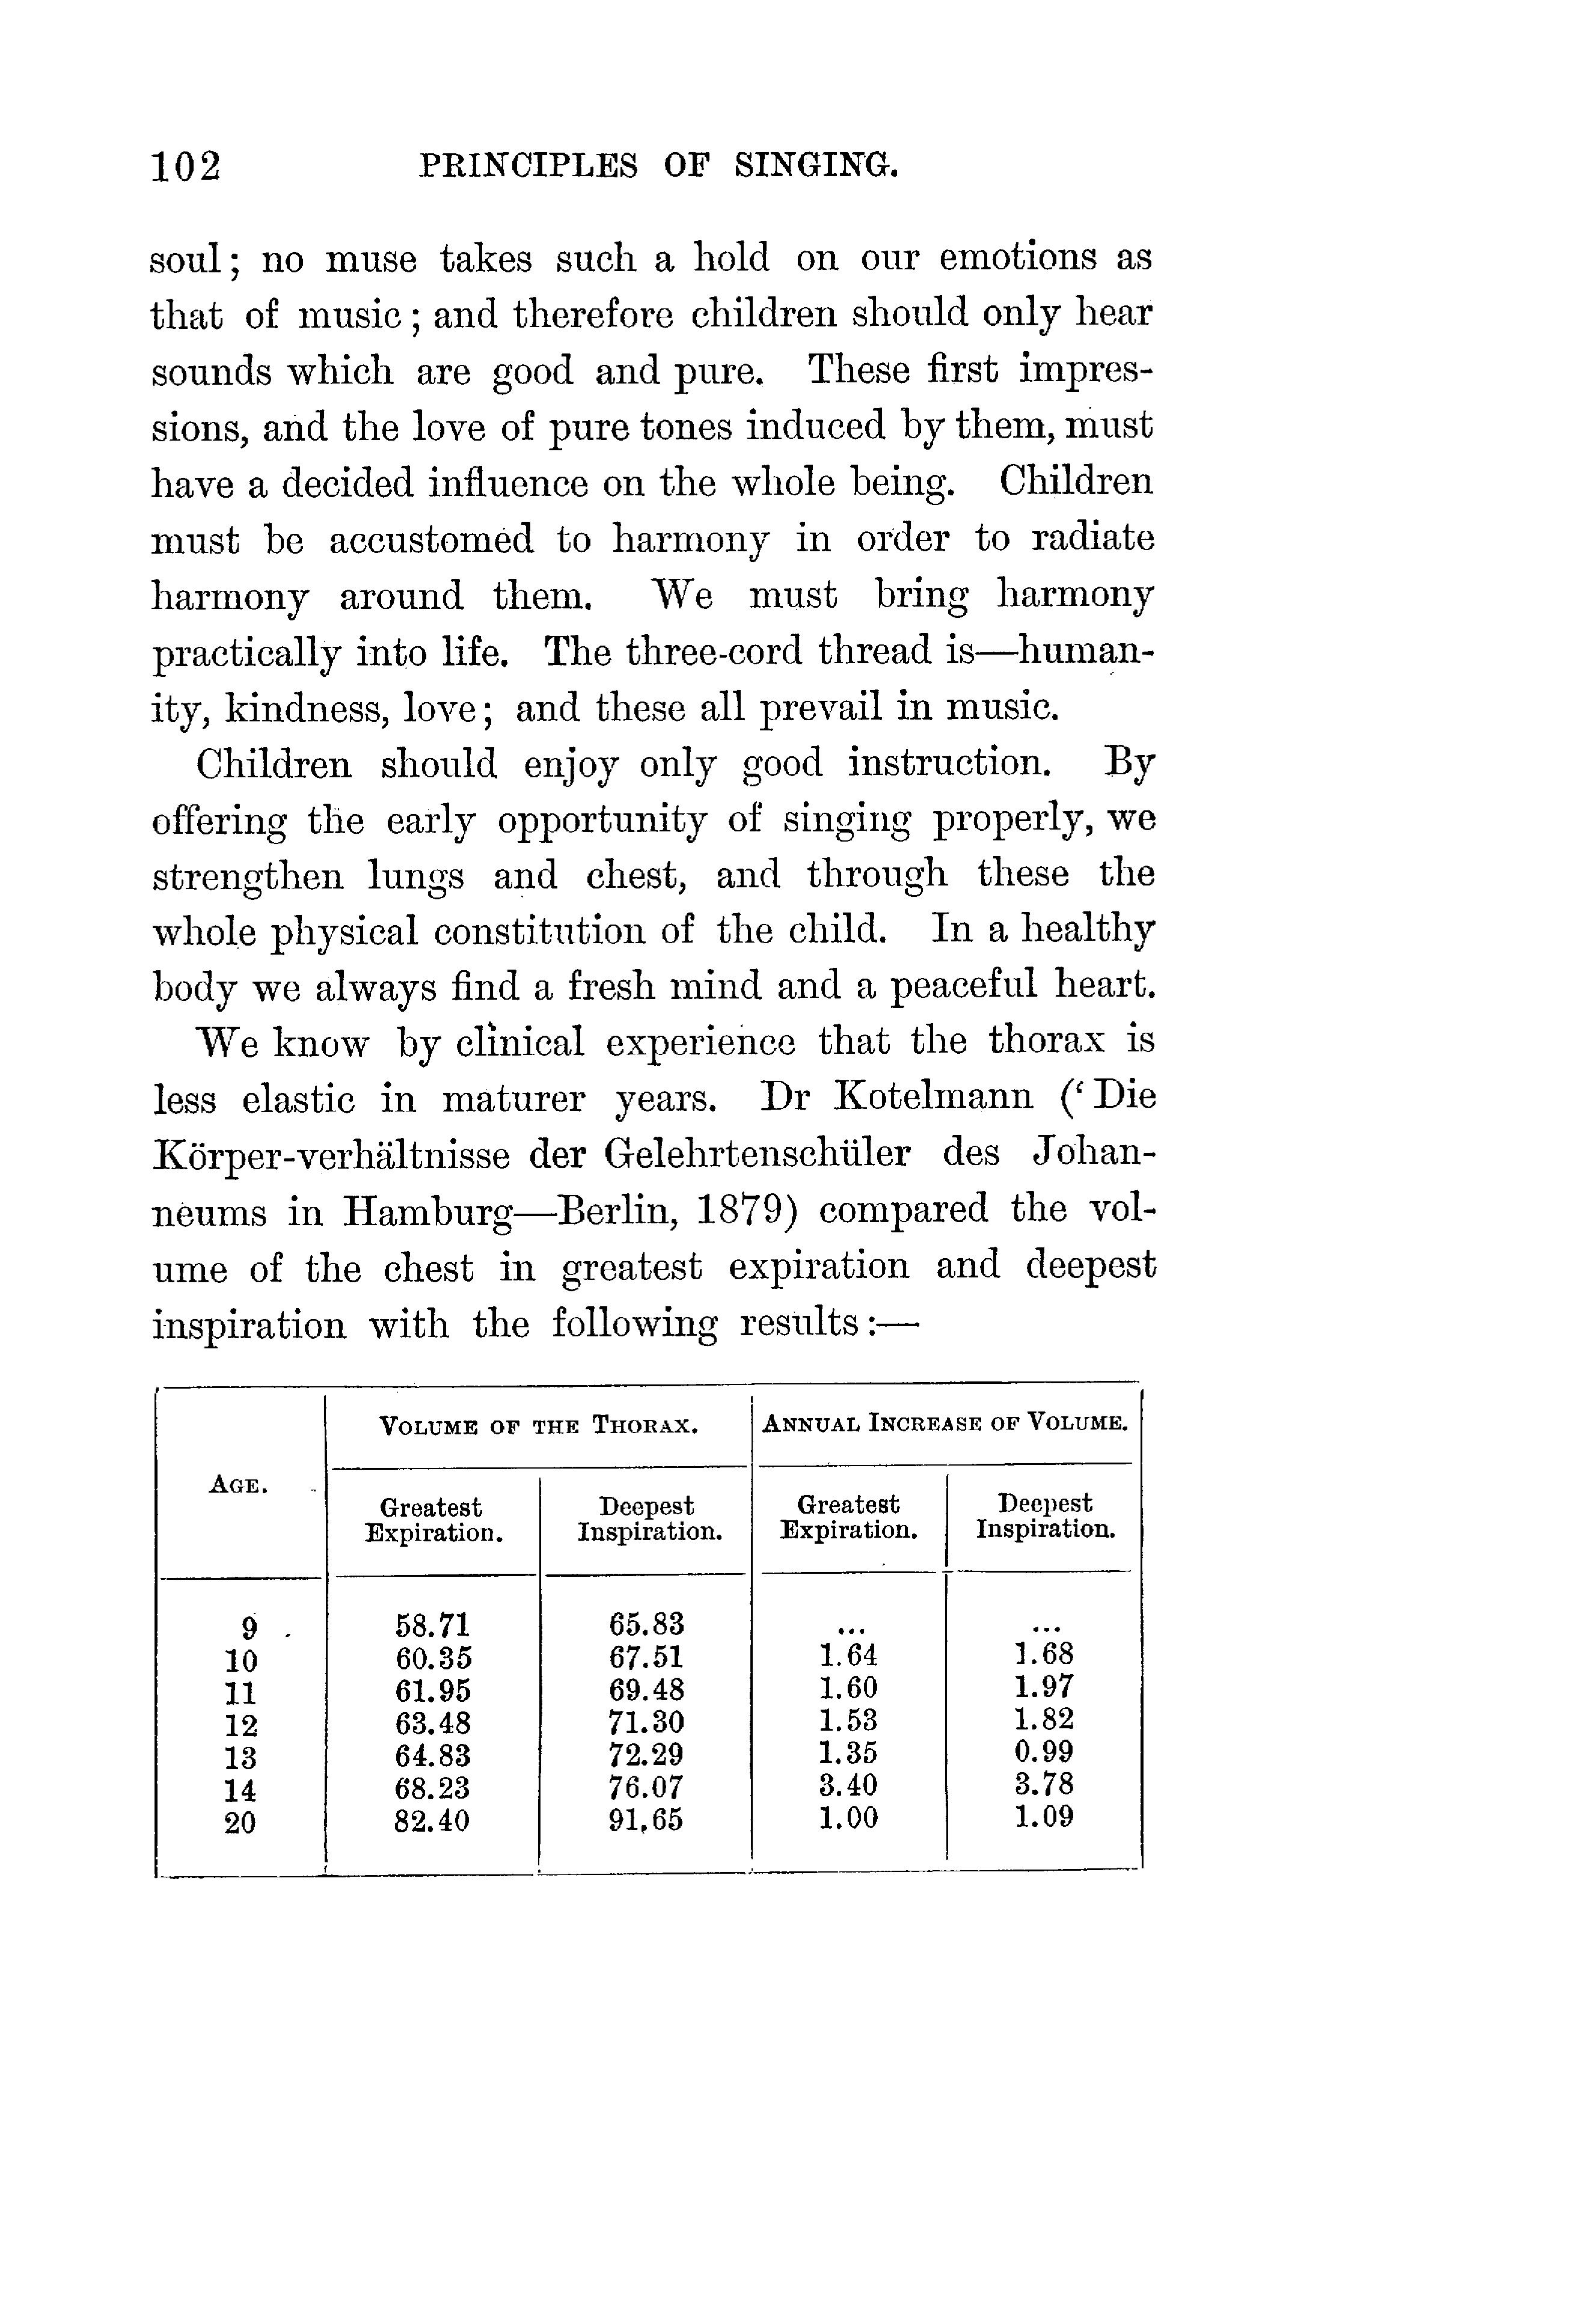 102 PRINCIPLES OF SINGING.
soul; no muse takes such a hold on our emotions as
that of music; and therefore children should only hear
sounds which are good and pure. These first impres-
sions, and the love of pure tones induced by them, must
have a decided influence on the whole being. Children
must be accustomed to harmony in order to radiate
harmony around them. We must bring harmony
practically into life. The three-cord thread is—human-
ity, kindness, love; and these all prevail in music.
Children should enjoy only good instruction. By
offering the early opportunity of singing properly, we
strengthen lungs and chest, and through these the
whole physical constitution of the child. In a healthy
body we always find a fresh mind and a peaceful heart.
We know by clinical experience that the thorax is
less elastic in maturer years. Dr Kotelmann (‘Die
Körper-verhältnisse der Gelehrtenschüler des Johan-
neums in Hamburg—Berlin, 1879) compared the vol-
ume of the chest in greatest expiration and deepest
inspiration with the following results:—
AGE. VOLUME OF THE THORAX. ANNUAL INCREASE OF VOLUME.
Greatest Deepest Greatest Deepest
Expiration. Inspiration. Expiration. Inspiration.
9 58.71 65.83 ... ...
10 60.35 67.51 1.64 1.68
11 61.95 69.48 1.60 1.97
12 63.48 71.30 1.53 1.82
13 64.83 72.29 1.35 0.99
14 68.23 76.07 3.40 3.78
20 82.40 91.65 1.00 1.09